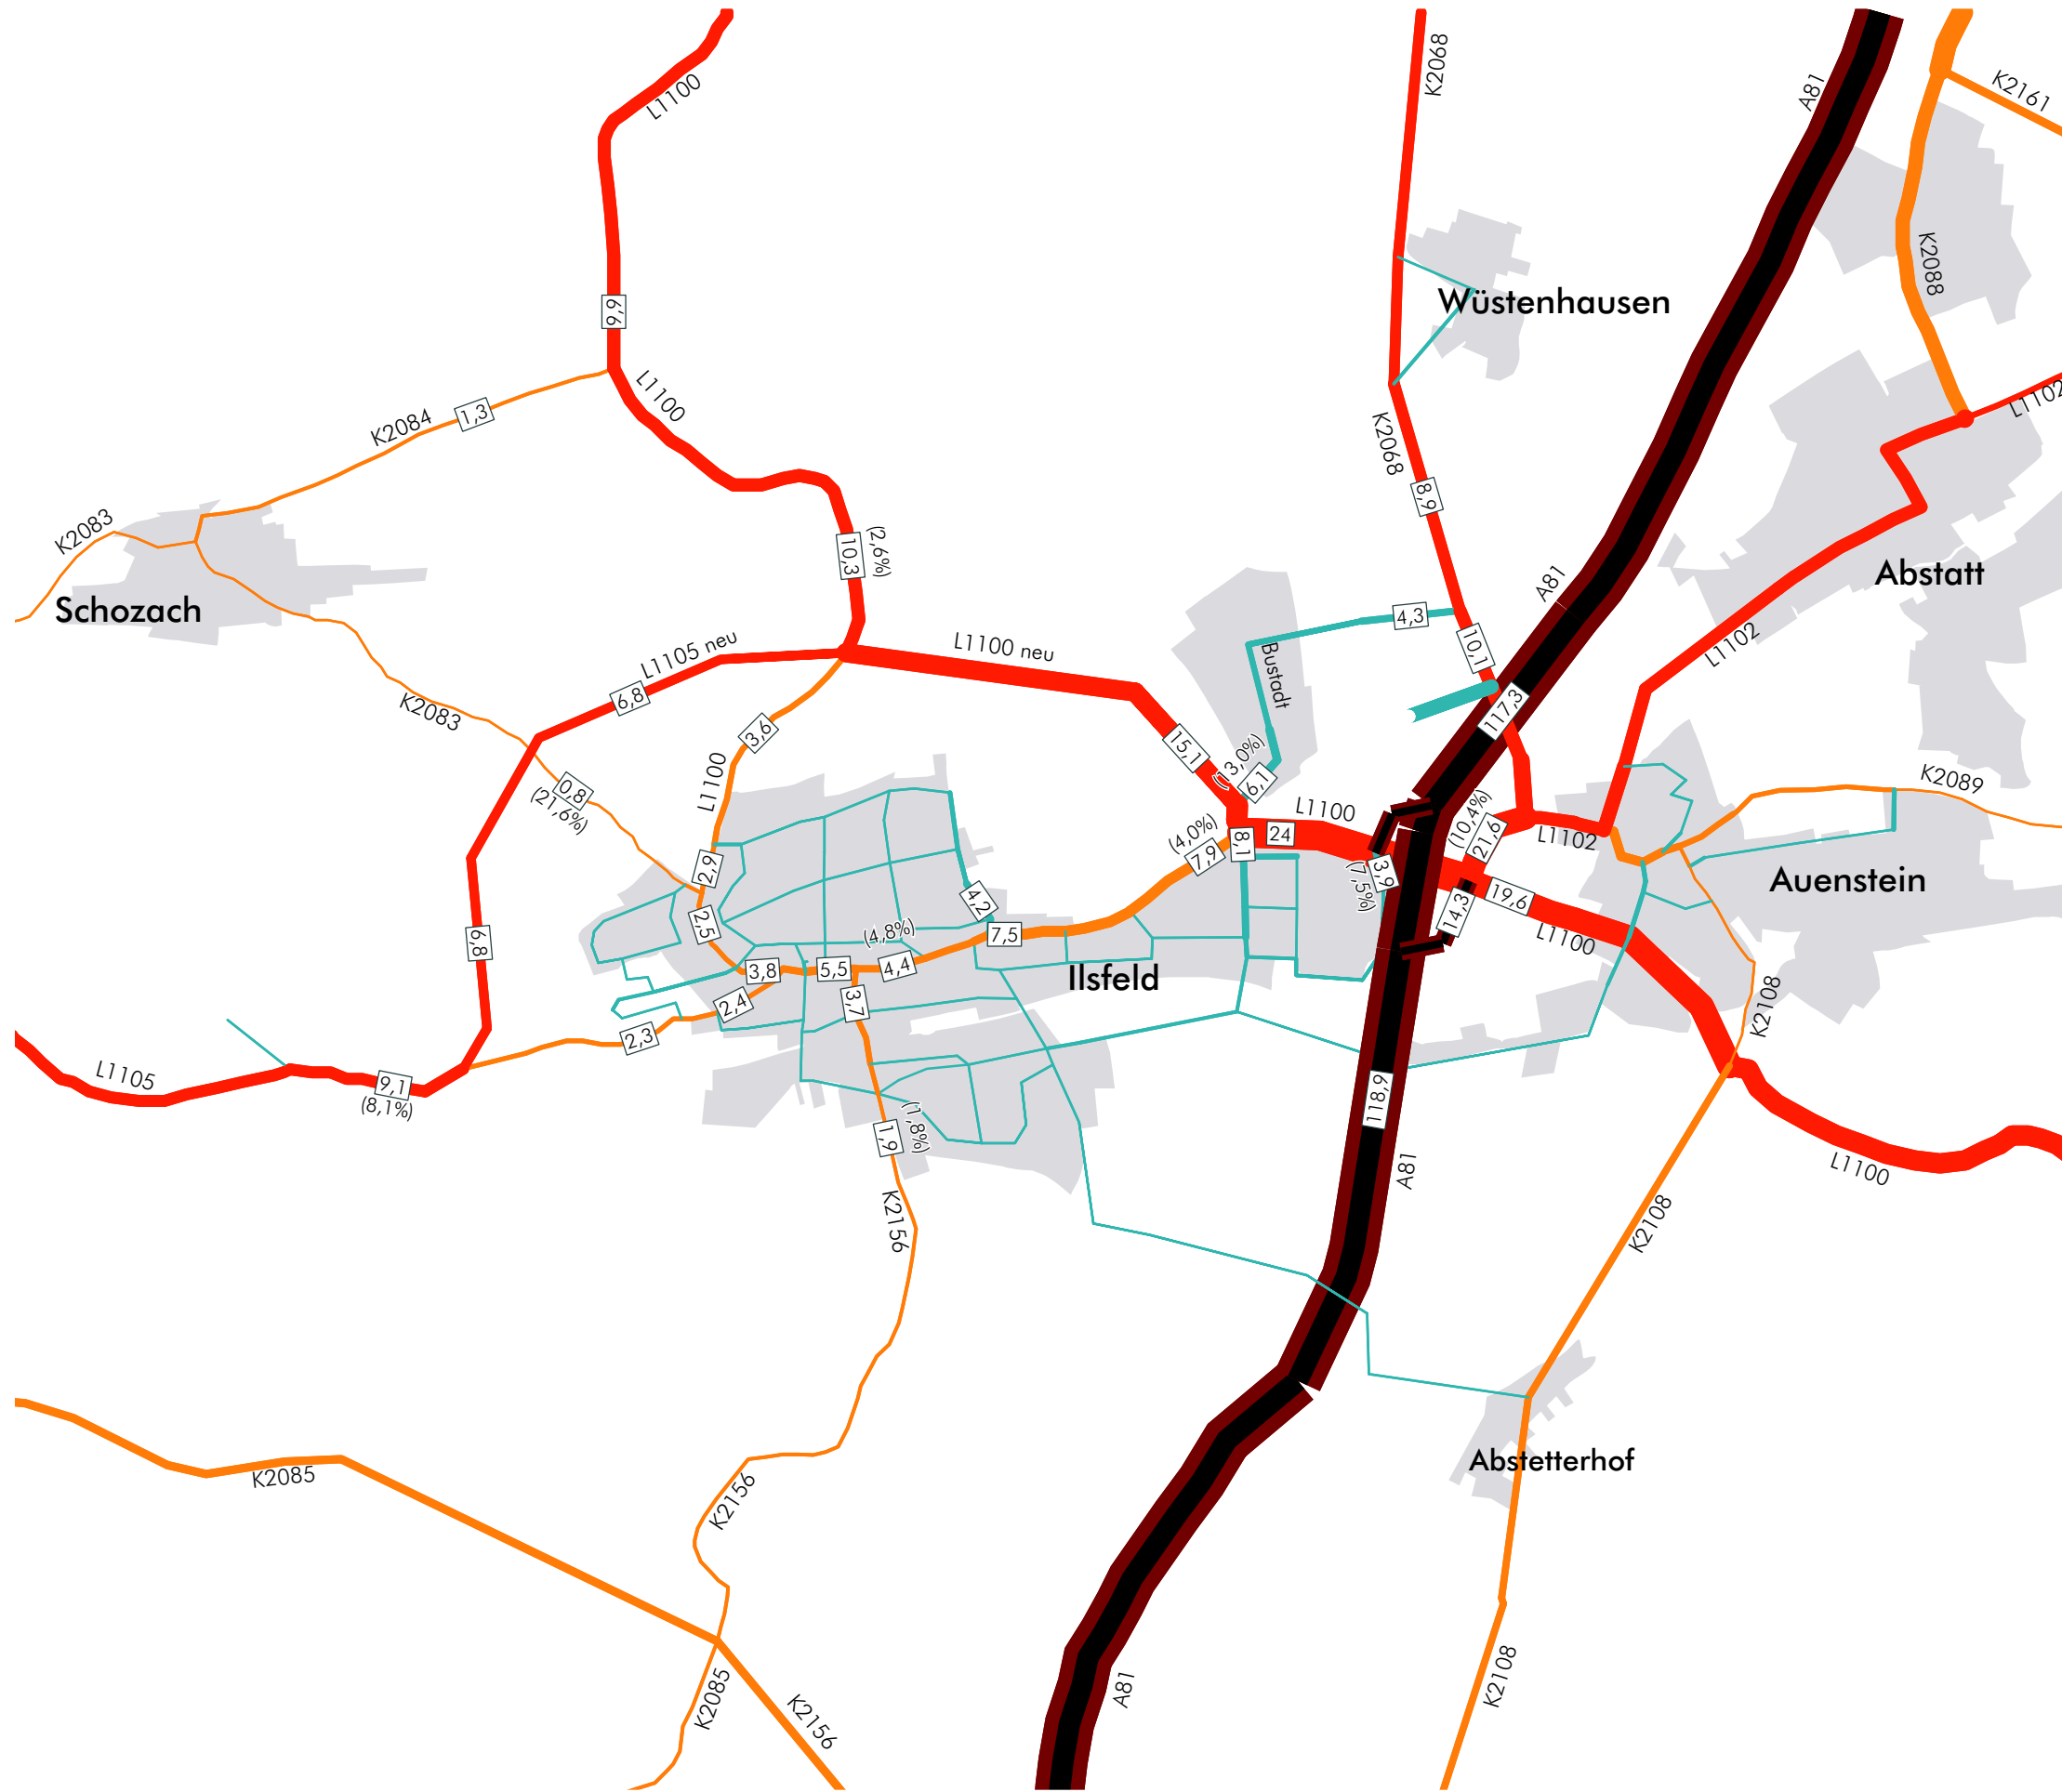 L1100
K2068
A81
K2161
K2088
Wüstenhausen
9,9
L1100
K2084
1,3
L1102
K2068
8,9
K2083
10,3
(2,6%)
Abstatt
A81
Schozach
4,3
L1105 neu
L1100 neu
10,1
L1102
Bustadt
6,8
K2083
117,3
3,6
15,1
(13,0%)
6,1
L1100
0,8
(21,6%)
K2089
L1100
24
(10,4%)
21,6
L1102
(4,0%)
7,9
8,1
2,9
3,9
(7,5%)
Auenstein
4,2
19,6
14,3
2,5
(4,8%)
7,5
L1100
6,8
3,8
5,5
4,4
Ilsfeld
2,4
3,7
K2108
2,3
L1105
9,1
(8,1%)
118,9
1,9
(1,8%)
A81
L1100
K2156
K2108
Abstetterhof
K2085
K2156
K2108
A81
K2085
K2156